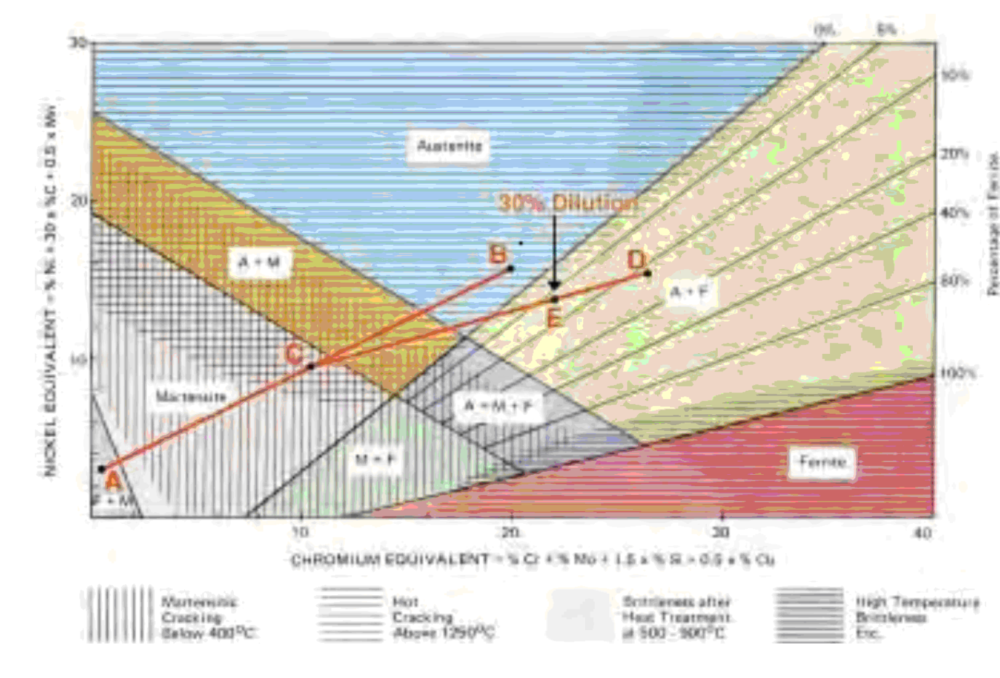 0% 5%
30
10%
Austenite
20%
20
30% Dilution
40%
B
D
A + M
80%
A + F
E
C
10
100%
Martensite
A + M + F
M + F
Ferrite
A
F + M
10 20 30 40
NICKEL EQUIVALENT = % Ni + 30 x %C + 0.5 x Mn
Percentage of Ferrite
CHROMIUM EQUIVALENT = % Cr + % Mo + 1.5 x % Si + 0.5 x % Cb
Martensitic
Cracking
Below 400°C
Hot
Cracking
Above 1250°C
Brittleness after
Heat Treatment
at 500 - 900°C
High Temperature
Brittleness
Etc.